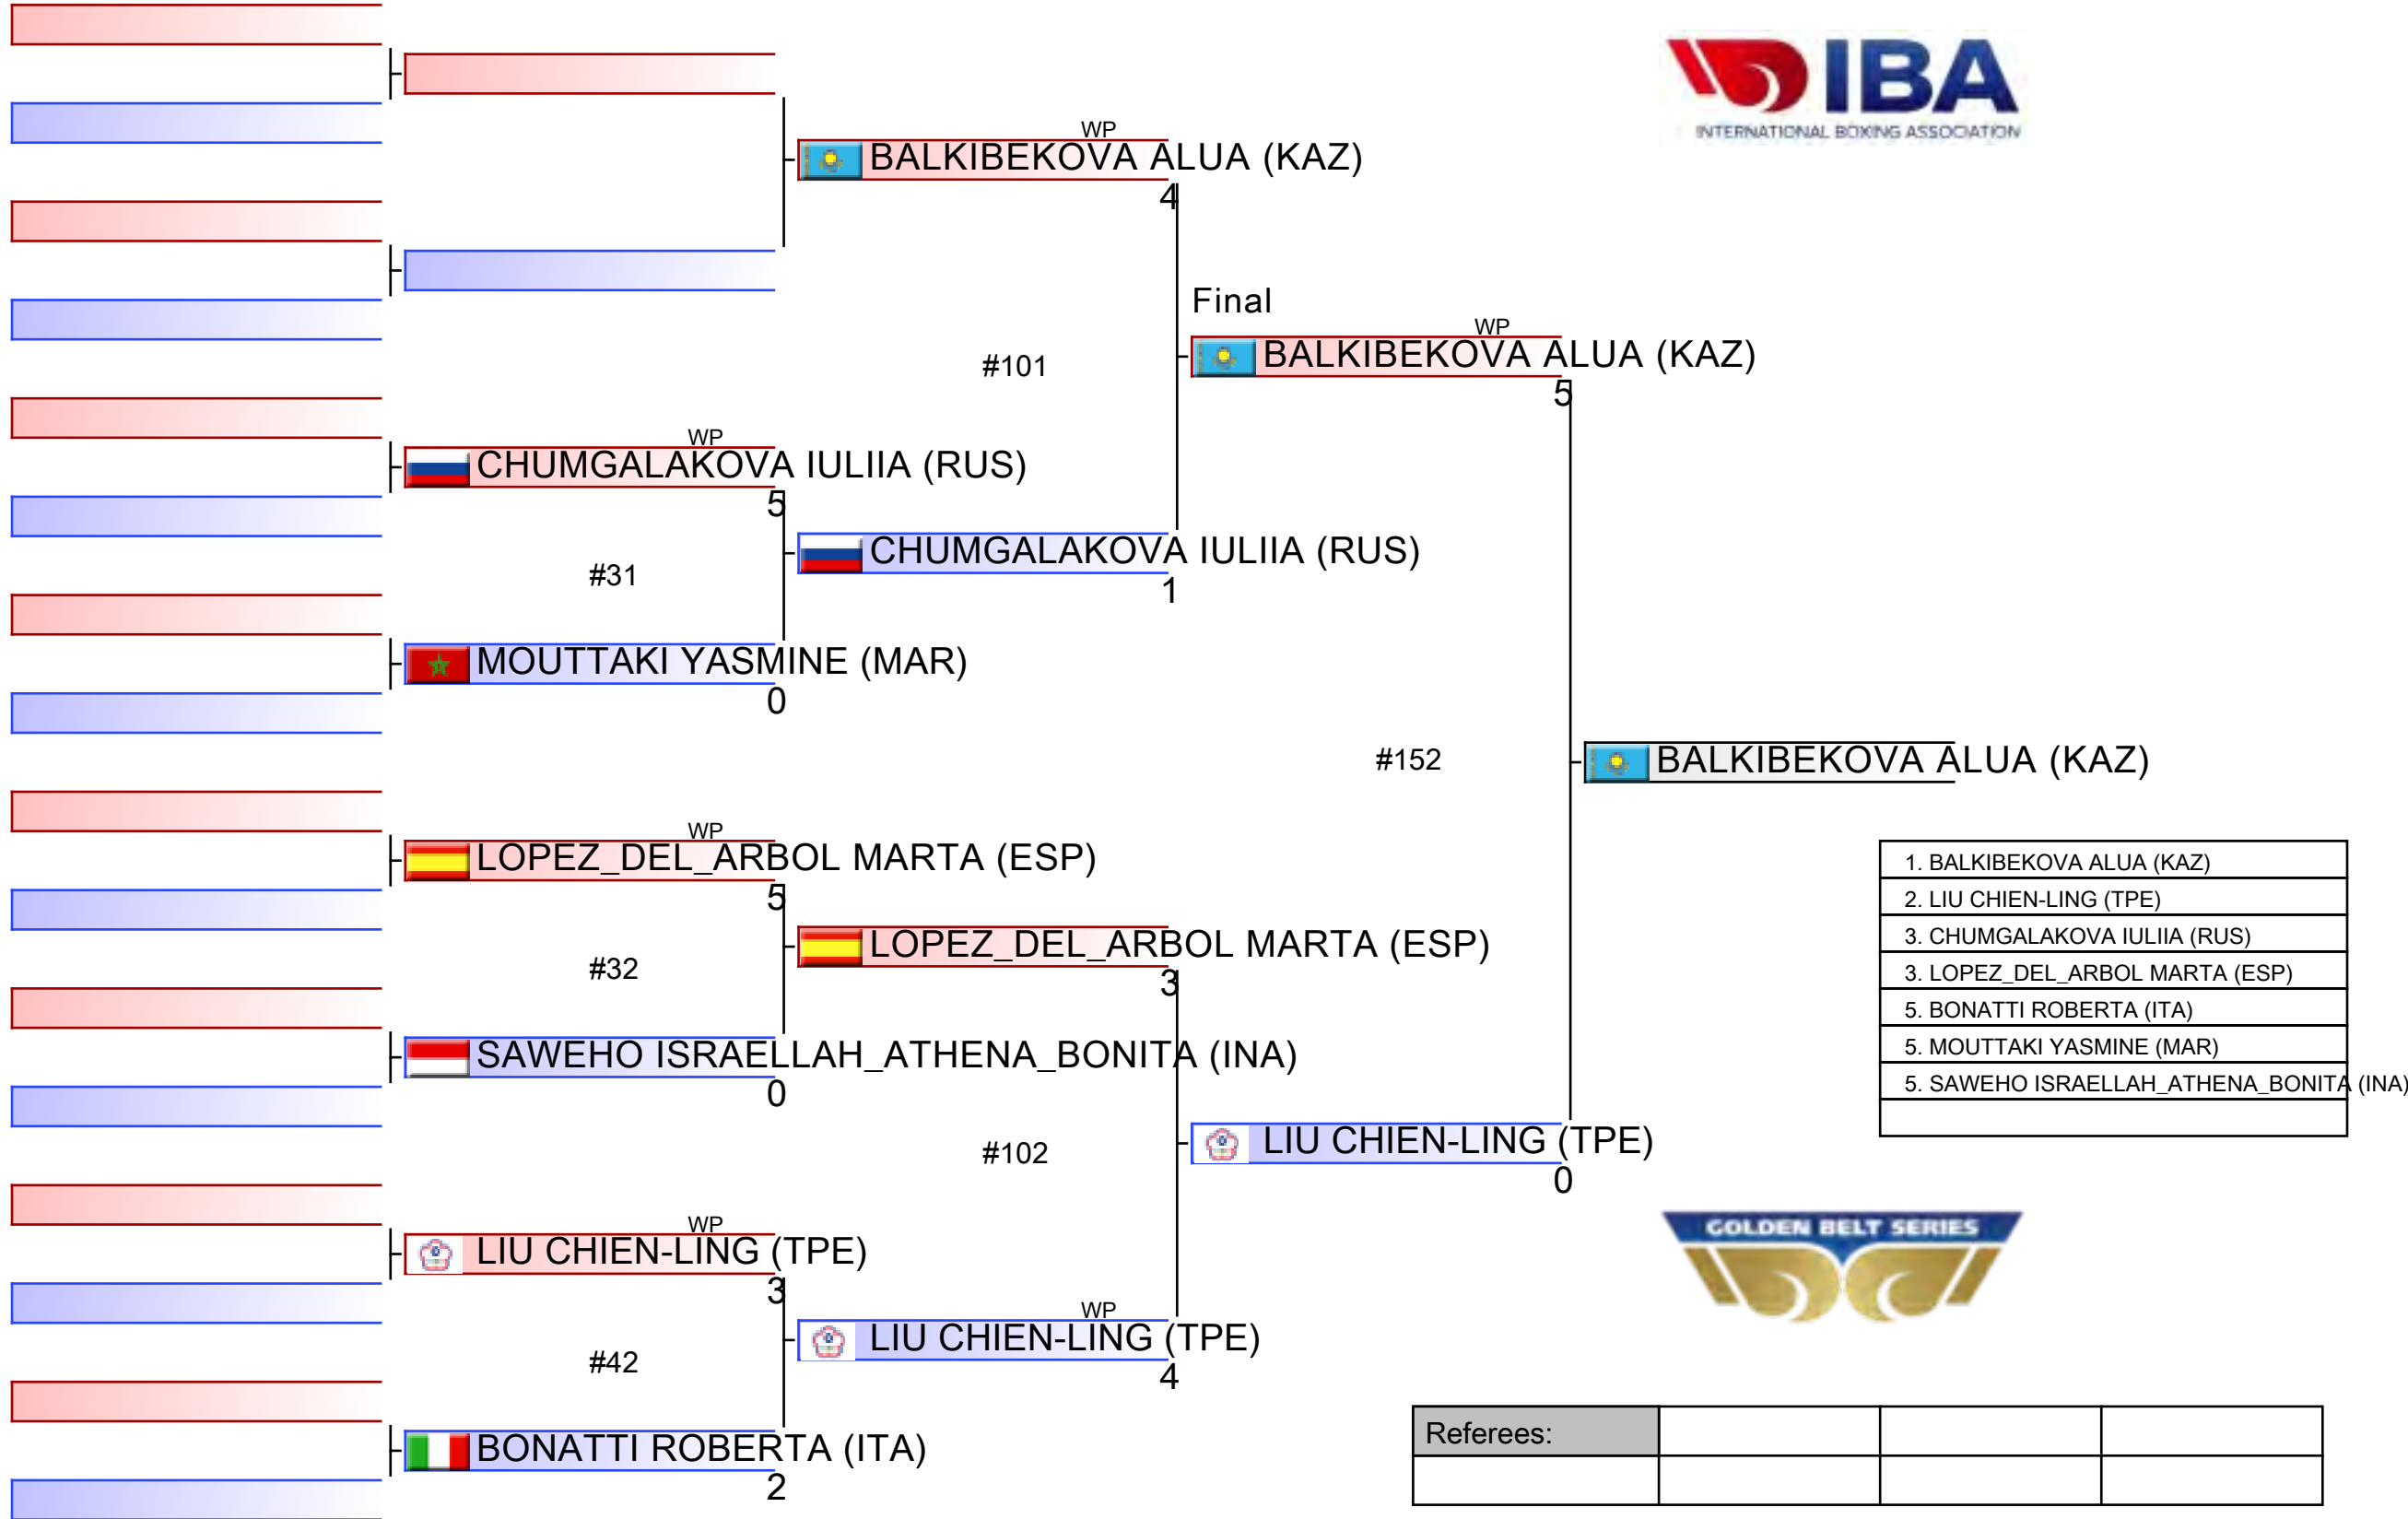 IBA
INTERNATIONAL BOXING ASSOCIATION
WP
BALKIBEKOVA ALUA (KAZ)
4
Final
WP
#101
BALKIBEKOVA ALUA (KAZ)
5
WP
CHUMGALAKOVA IULIIA (RUS)
5
CHUMGALAKOVA IULIIA (RUS)
#31
1
MOUTTAKI YASMINE (MAR)
0
#152
BALKIBEKOVA ALUA (KAZ)
WP
LOPEZ_DEL_ARBOL MARTA (ESP)
5
LOPEZ_DEL_ARBOL MARTA (ESP)
#32
3
SAWEHO ISRAELLAH_ATHENA_BONITA (INA)
0
#102
LIU CHIEN-LING (TPE)
0
1. BALKIBEKOVA ALUA (KAZ)
2. LIU CHIEN-LING (TPE)
3. CHUMGALAKOVA IULIIA (RUS)
3. LOPEZ_DEL_ARBOL MARTA (ESP)
5. BONATTI ROBERTA (ITA)
5. MOUTTAKI YASMINE (MAR)
5. SAWEHO ISRAELLAH_ATHENA_BONITA (INA)
WP
LIU CHIEN-LING (TPE)
3
WP
LIU CHIEN-LING (TPE)
#42
4
BONATTI ROBERTA (ITA)
2
GOLDEN BELT SERIES
Referees: